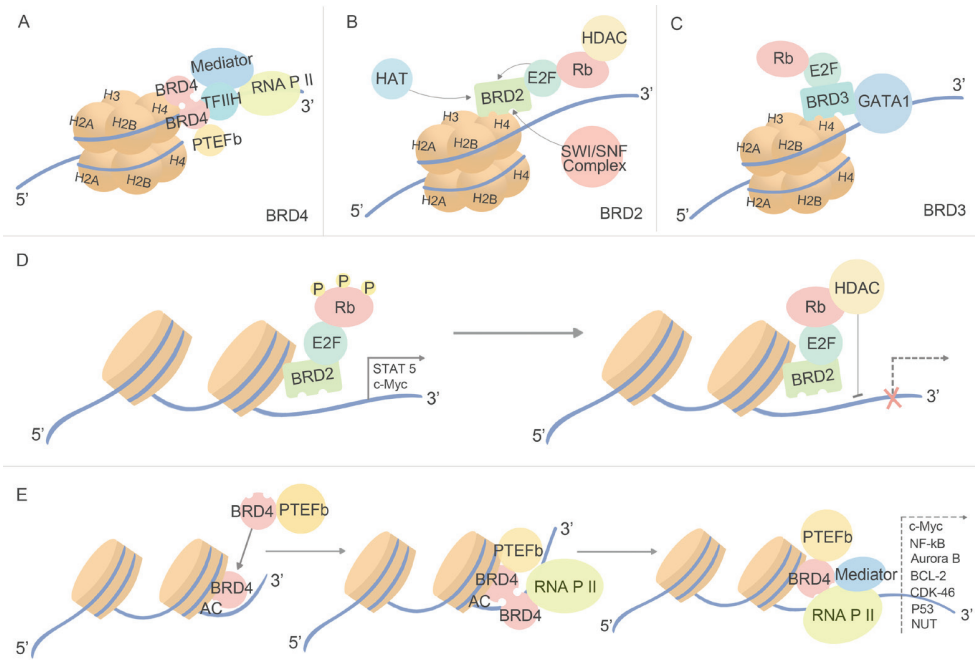 A
Mediator
BRD4
TFIIH
RNA P II
BRD4
PTEFb
H3
H4
H2A
H2B
H4
H2A
H2B
3’
5’
BRD4
B
HDAC
HAT
E2F
Rb
BRD2
3’
H3
H4
H2A
H2B
H4
H2A
H2B
SWI/SNF
Complex
5’
BRD2
C
Rb
E2F
BRD3
GATA1
3’
H3
H4
H2A
H2B
H4
H2A
H2B
5’
BRD3
D
P
P
P
Rb
E2F
BRD2
STAT 5
c-Myc
3’
5’
HDAC
Rb
E2F
BRD2
3’
5’
E
BRD4
PTEFb
BRD4
AC
3’
5’
3’
PTEFb
BRD4
AC
RNA P II
BRD4
5’
PTEFb
BRD4
Mediator
RNA P II
c-Myc
NF-kB
Aurora B
BCL-2
CDK-46
P53
NUT
3’
5’